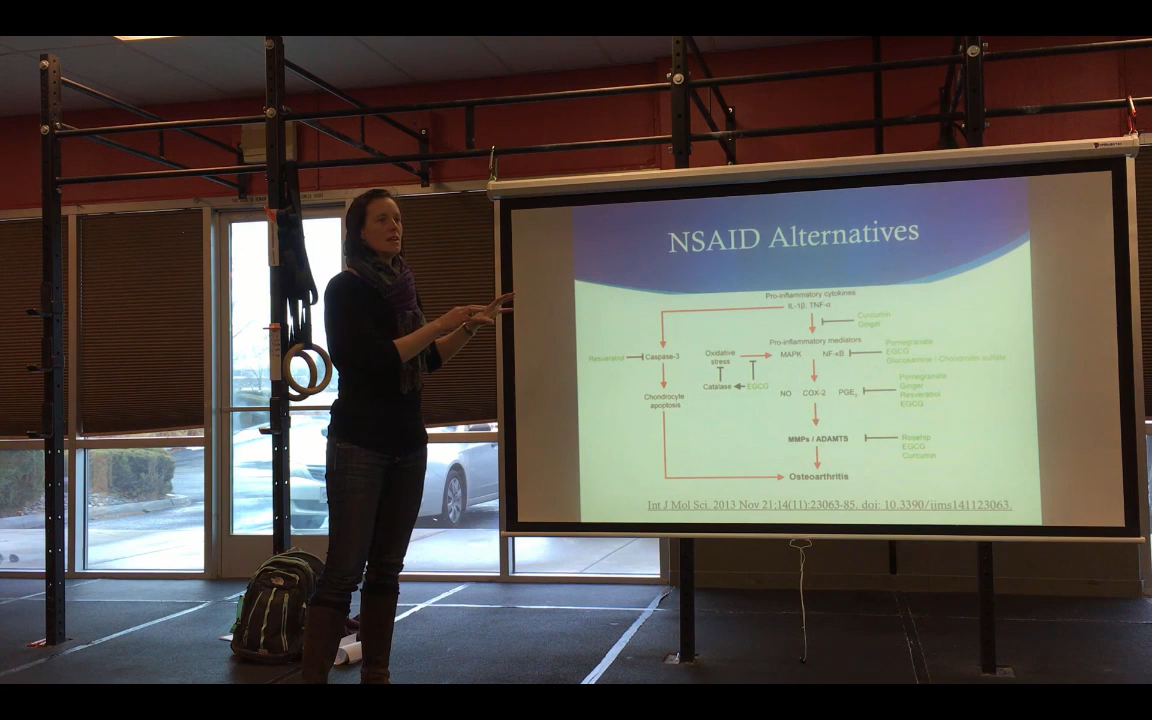 NSAID Alternatives
Pro-inflammatory cytokines
IL-1β, TNF-α
Curcumin
Ginger
Pro-inflammatory mediators
MAPK NF-κB
Pomegranate
EGCG
Glucosamine / Chondroitin sulfate
Resveratrol
Caspase-3
Oxidative
stress
Catalase
EGCG
Chondrocyte
apoptosis
NO COX-2 PGE2
Pomegranate
Ginger
Resveratrol
EGCG
MMPs / ADAMTS
Rosehip
EGCG
Curcumin
Osteoarthritis
Int J Mol Sci. 2013 Nov 21;14(11):23063-85. doi: 10.3390/ijms141123063.